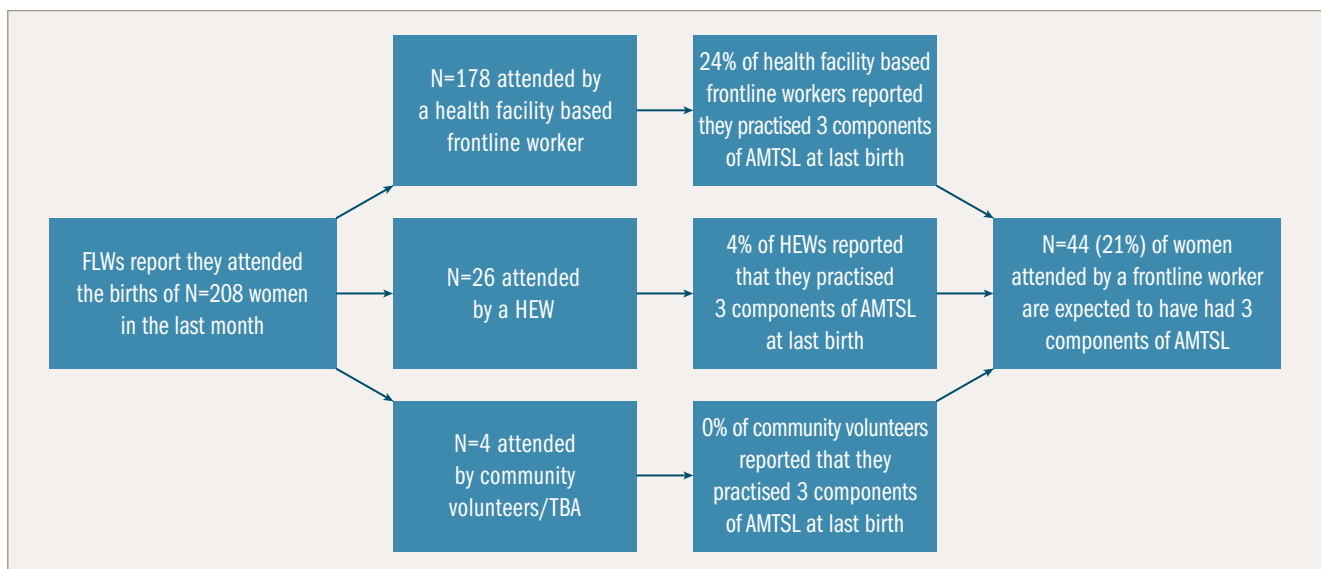 FLWs report they attended
the births of N=208 women
in the last month
N=178 attended by
a health facility based
frontline worker
24% of health facility based
frontline workers reported
they practised 3 components
of AMTSL at last birth
N=26 attended
by a HEW
4% of HEWs reported
that they practised
3 components of AMTSL
at last birth
N=4 attended
by community
volunteers/TBA
0% of community volunteers
reported that they
practised 3 components
of AMTSL at last birth
N=44 (21%) of women
attended by a frontline worker
are expected to have had 3
components of AMTSL